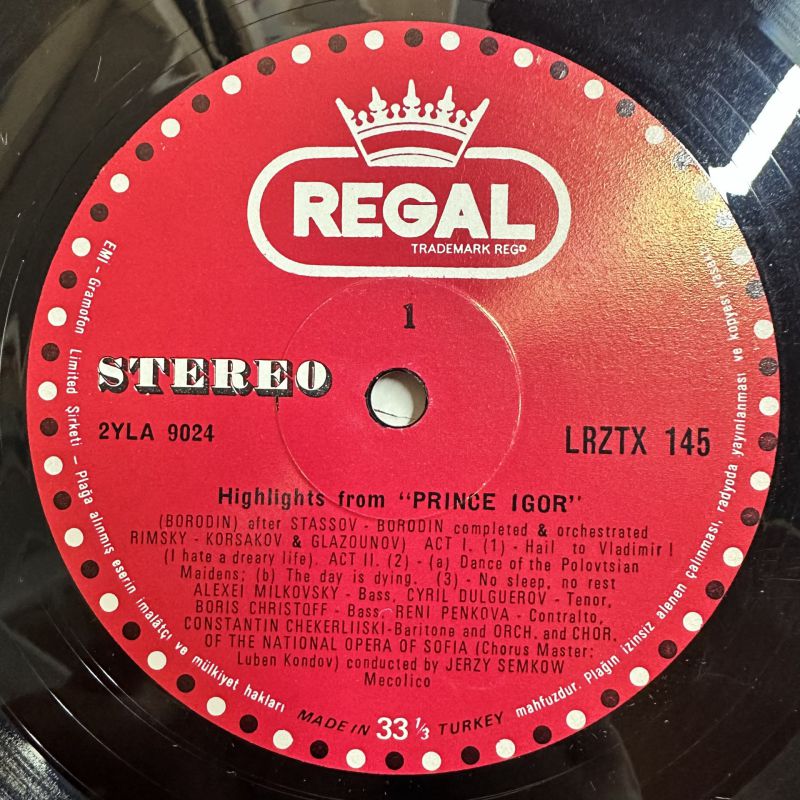 REGAL
TRADEMARK REGD
1
STEREO
2YLA 9024
LRZTX 145
Highlights from "PRINCE IGOR"
(BORODIN) after STASSOV - BORODIN completed & orchestrated
RIMSKY - KORSAKOV & GLAZOUNOV) ACT I. (1) - Hail to Vladimir I
(I hate a dreary life). ACT II. (2) - (a) Dance of the Polovtsian
Maidens; (b) The day is dying. (3) - No sleep, no rest
ALEXEI MILKOVSKY - Bass, CYRIL DULGUEROV - Tenor,
BORIS CHRISTOFF - Bass, RENI PENKOVA - Contralto,
CONSTANTIN CHEKERLIISKI-Baritone and ORCH. and CHOR.
OF THE NATIONAL OPERA OF SOFIA (Chorus Master:
Luben Kondov) conducted by JERZY SEMKOW
Mecolico
MADE IN 33 1/3 TURKEY
EMI - Gramofon Limited Şirketi - Plağa alınmış eserin imalâtçı ve mülkiyet hakları mahfuzdur. Plağın izinsiz alenen çalınması, radyoda yayınlanması ve kopyesi